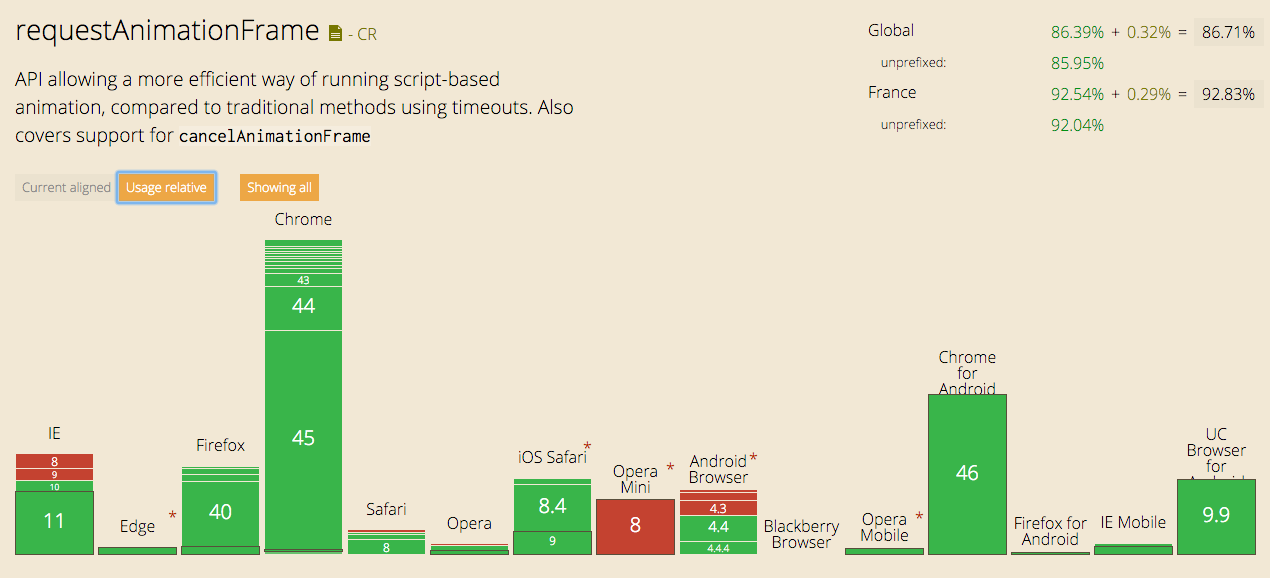 requestAnimationFrame - CR
API allowing a more efficient way of running script-based
animation, compared to traditional methods using timeouts. Also
covers support for cancelAnimationFrame
Global 86.39% + 0.32% = 86.71%
unprefixed: 85.95%
France 92.54% + 0.29% = 92.83%
unprefixed: 92.04%
Current aligned Usage relative Showing all
IE
8
9
10
11
Edge *
Firefox
40
Chrome
43
44
45
Safari
8
Opera
iOS Safari *
8.4
9
Opera *
Mini
8
Android *
Browser
4.3
4.4
4.4.4
Blackberry
Browser
Opera *
Mobile
Chrome
for
Android
46
Firefox for
Android
IE Mobile
UC
Browser
for
9.9